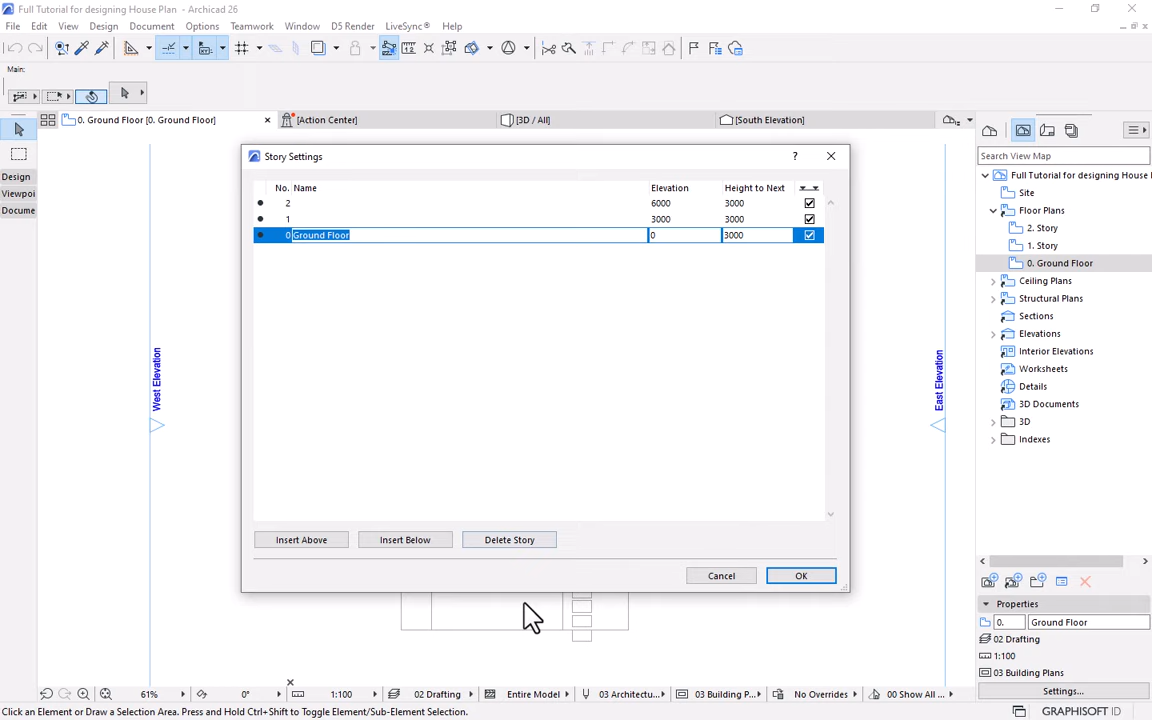 Full Tutorial for designing House Plan - Archicad 26
File Edit View Design Document Options Teamwork Window D5 Render LiveSync® Help
Main:
0. Ground Floor [0. Ground Floor]
[Action Center]
[3D / All]
[South Elevation]
Design
Viewpoi
Docume
West Elevation
East Elevation
Story Settings
?
No. Name Elevation Height to Next
2 6000 3000
1 3000 3000
0 Ground Floor 0 3000
Insert Above
Insert Below
Delete Story
Cancel
OK
Search View Map
Full Tutorial for designing House
Site
Floor Plans
2. Story
1. Story
0. Ground Floor
Ceiling Plans
Structural Plans
Sections
Elevations
Interior Elevations
Worksheets
Details
3D Documents
3D
Indexes
Properties
0. Ground Floor
02 Drafting
1:100
03 Building Plans
Settings...
61% 0° 1:100 02 Drafting Entire Model 03 Architectu... 03 Building P... No Overrides 00 Show All ...
Click an Element or Draw a Selection Area. Press and Hold Ctrl+Shift to Toggle Element/Sub-Element Selection.
GRAPHISOFT ID